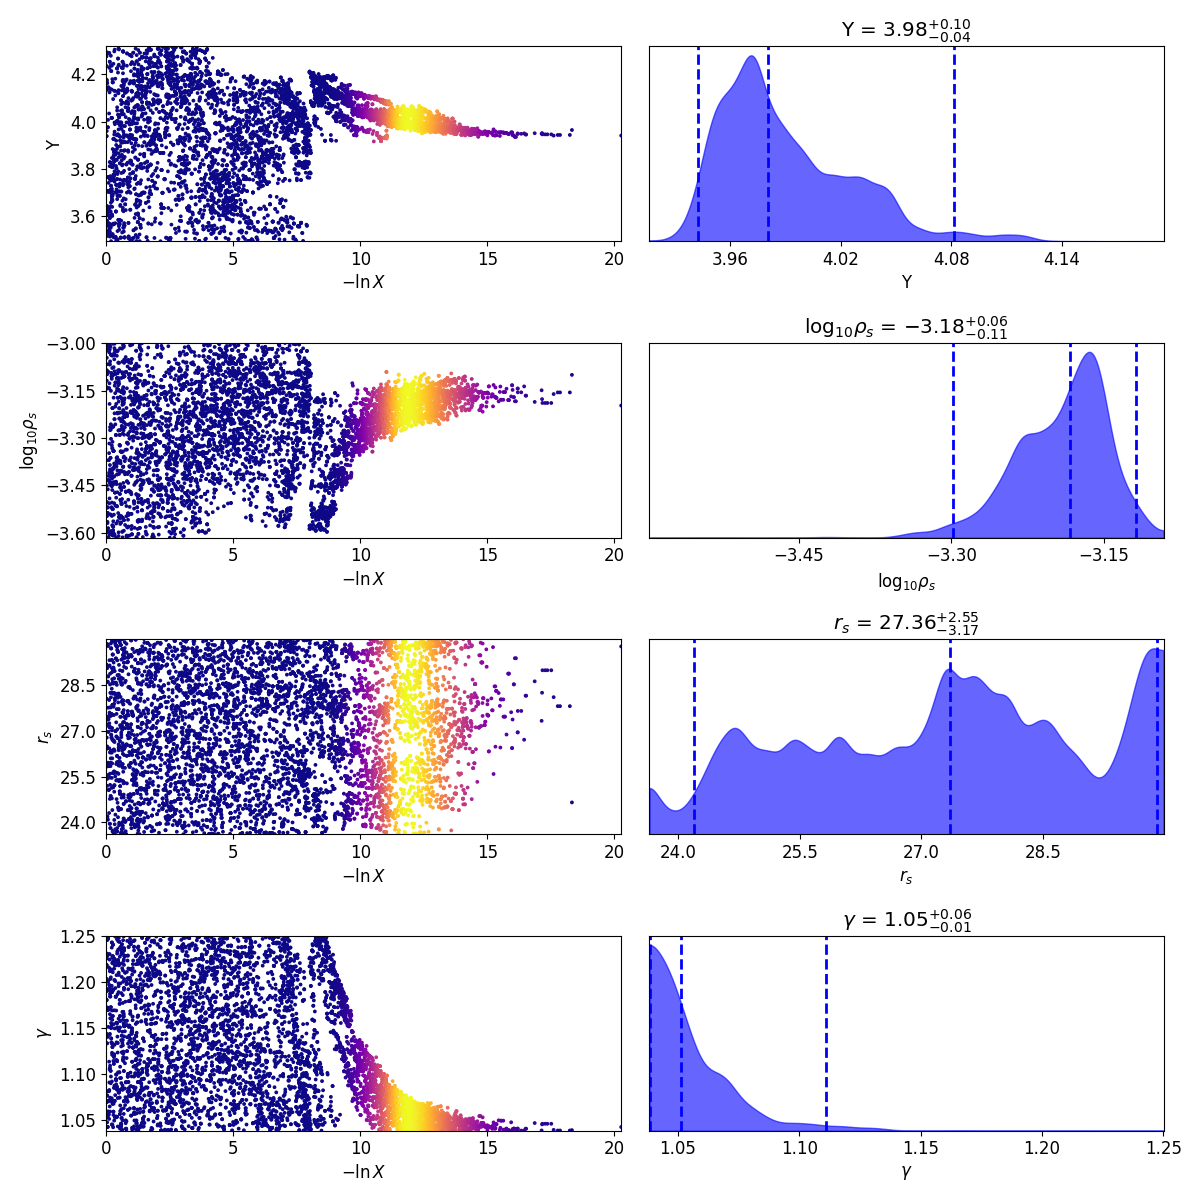 Y = 3.98 +0.10 −0.04
4.2
4.0
3.8
3.6
Y
0 5 10 15 20
3.96 4.02 4.08 4.14
−ln X
Y
log₁₀ρₛ = −3.18 +0.06 −0.11
−3.00
−3.15
−3.30
−3.45
−3.60
log₁₀ρₛ
0 5 10 15 20
−3.45 −3.30 −3.15
−ln X
log₁₀ρₛ
rₛ = 27.36 +2.55 −3.17
28.5
27.0
25.5
24.0
rₛ
0 5 10 15 20
24.0 25.5 27.0 28.5
−ln X
rₛ
γ = 1.05 +0.06 −0.01
1.25
1.20
1.15
1.10
1.05
γ
0 5 10 15 20
1.05 1.10 1.15 1.20 1.25
−ln X
γ